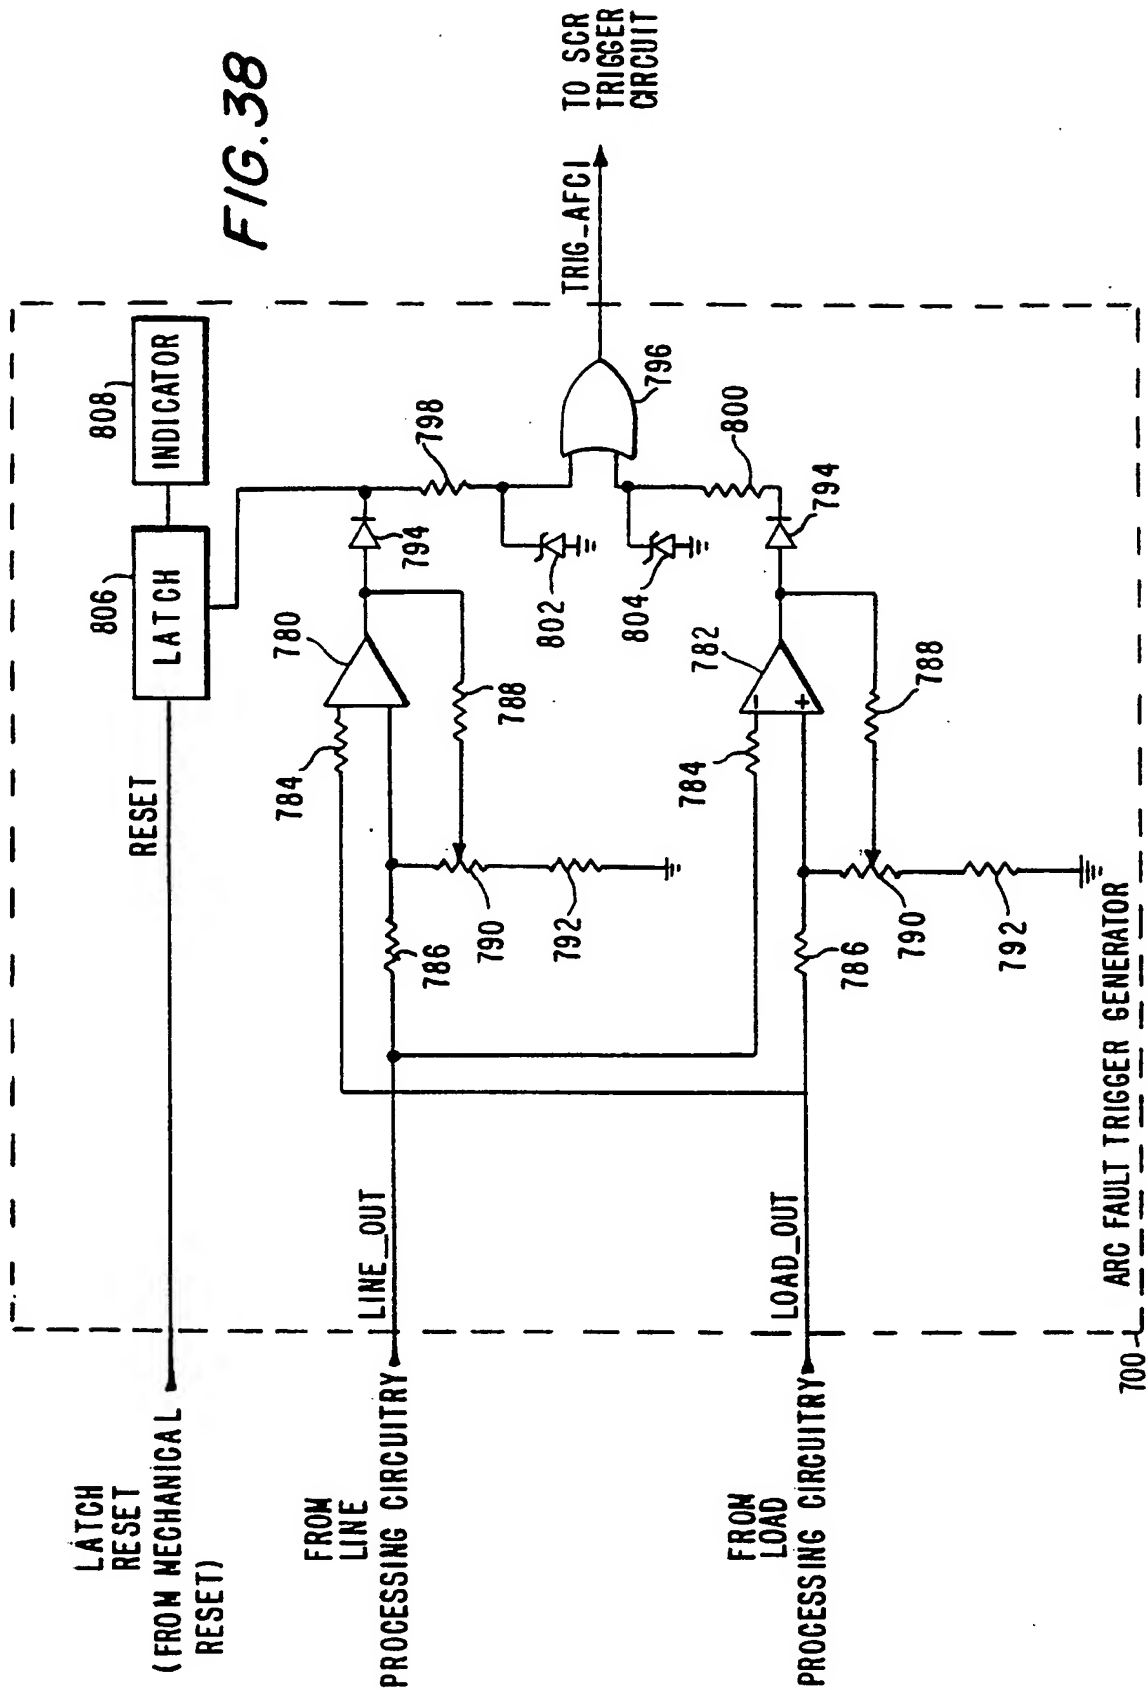 FIG. 38
LATCH
RESET
(FROM MECHANICAL
RESET)
RESET
806
LATCH
808
INDICATOR
FROM
LINE
PROCESSING CIRCUITRY
LINE_OUT
784
780
794
798
786
788
790
792
802
804
796
TRIG_AFCI
TO SCR
TRIGGER
CIRCUIT
FROM
LOAD
PROCESSING CIRCUITRY
LOAD_OUT
784
782
-
+
794
800
786
788
790
792
700
ARC FAULT TRIGGER GENERATOR